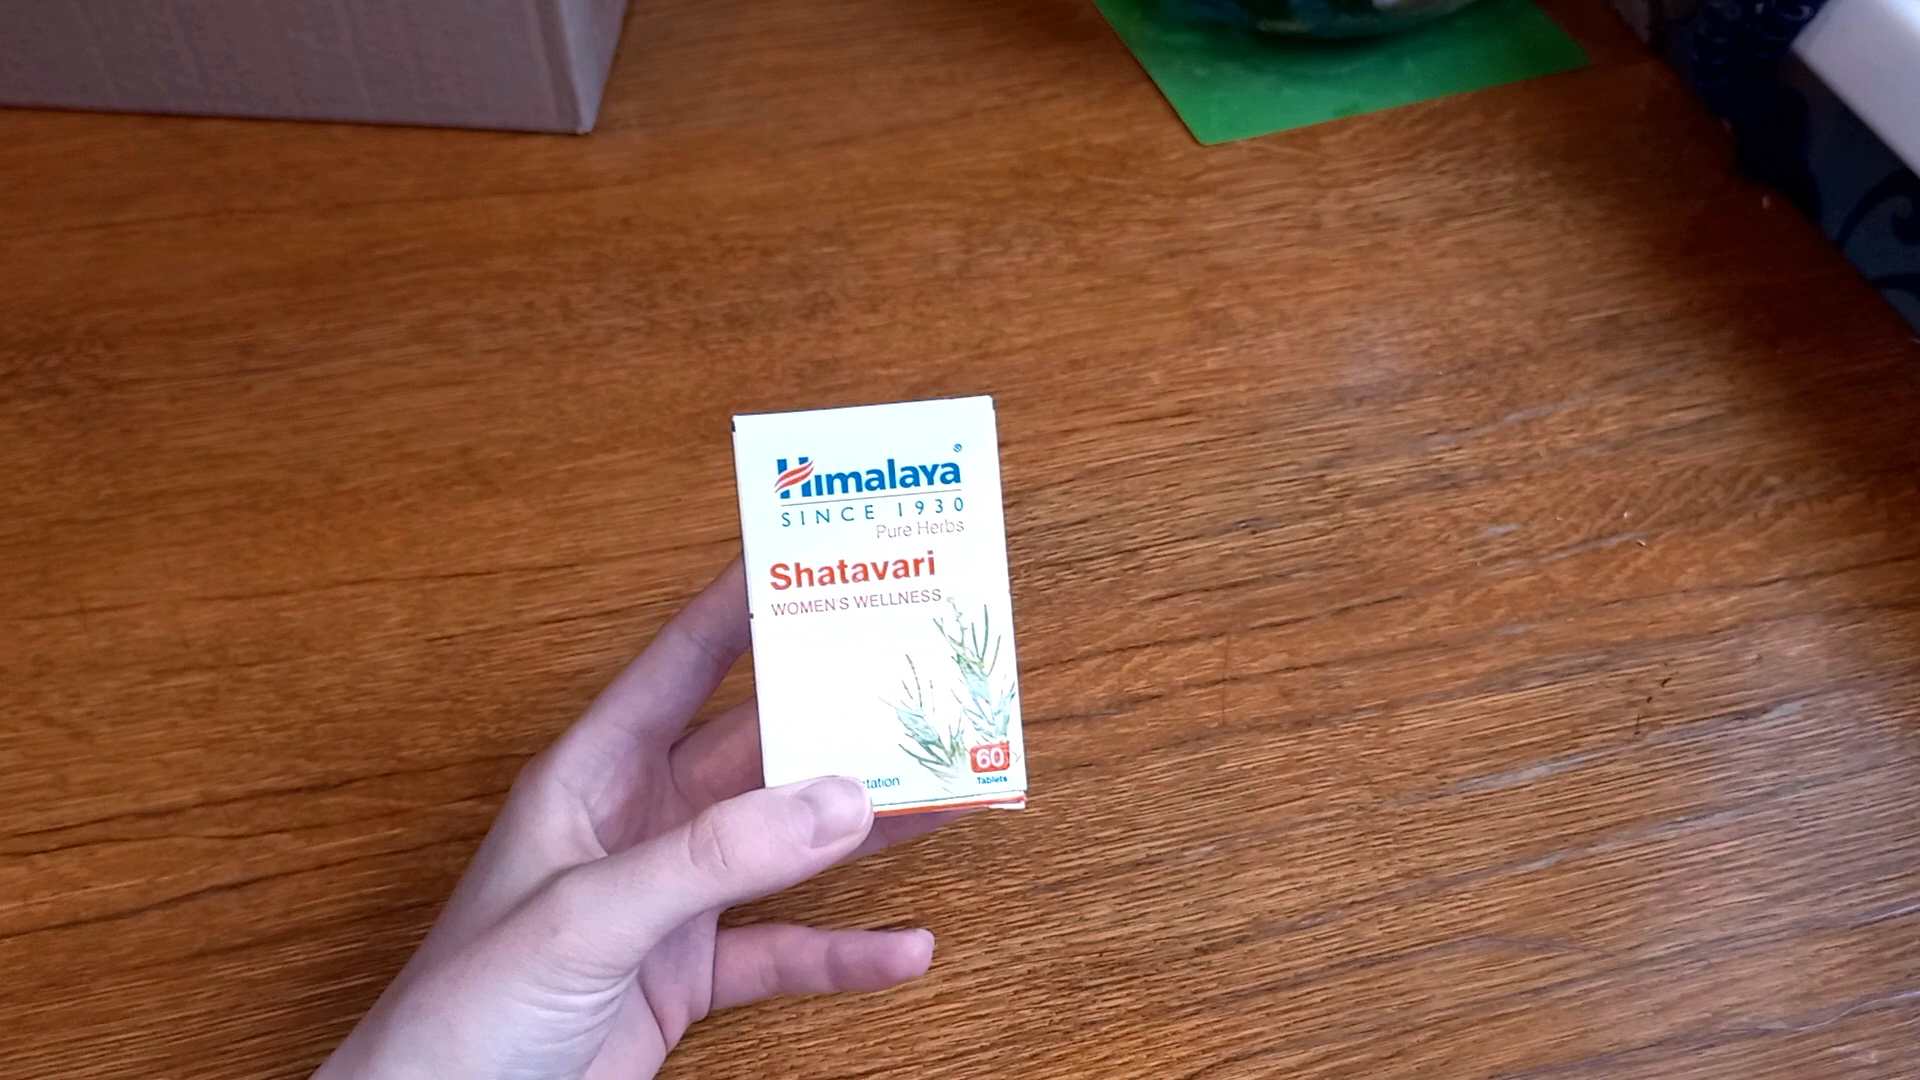 Himalaya
SINCE 1930
Pure Herbs
Shatavari
WOMEN'S WELLNESS
60
Tablets